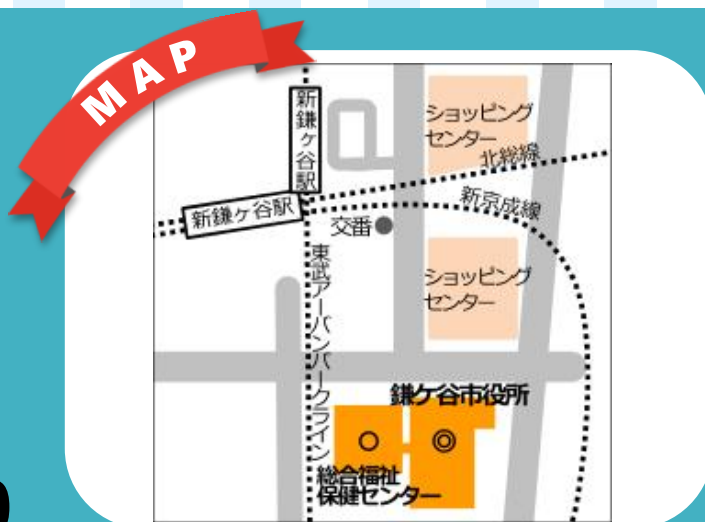 MAP
新鎌ヶ谷駅
ショッピング
センター
北総線
新京成線
新鎌ヶ谷駅
交番
東武アーバンパークライン
ショッピング
センター
鎌ケ谷市役所
総合福祉
保健センター